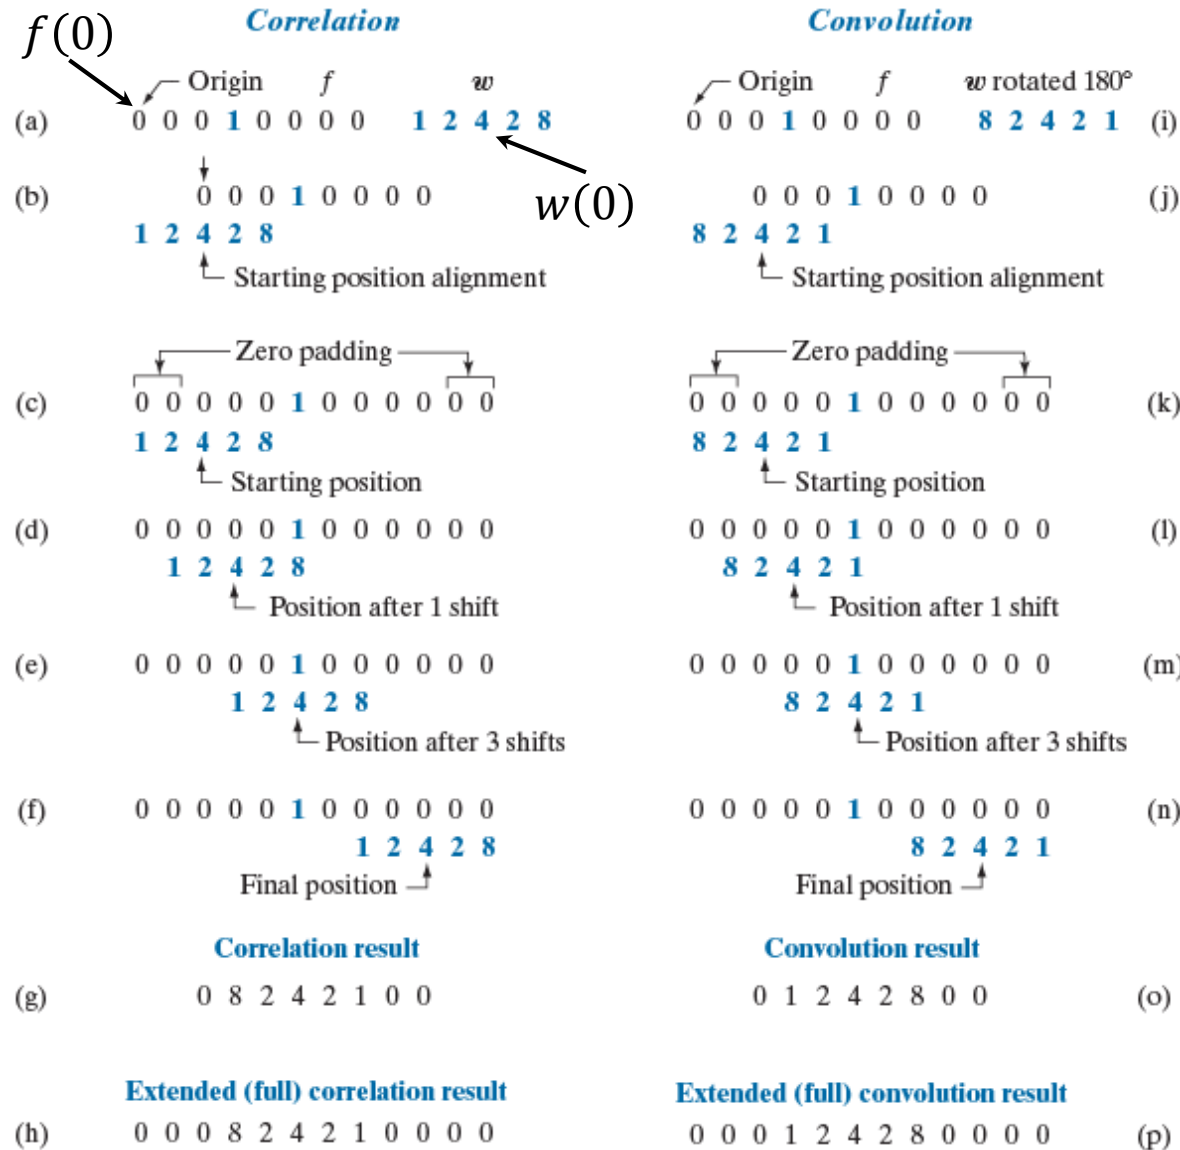 Correlation
f(0)
Origin f w
(a) 0 0 0 1 0 0 0 0 1 2 4 2 8
w(0)
(b) 0 0 0 1 0 0 0 0
1 2 4 2 8
Starting position alignment
Zero padding
(c) 0 0 0 0 0 1 0 0 0 0 0 0
1 2 4 2 8
Starting position
(d) 0 0 0 0 0 1 0 0 0 0 0 0
1 2 4 2 8
Position after 1 shift
(e) 0 0 0 0 0 1 0 0 0 0 0 0
1 2 4 2 8
Position after 3 shifts
(f) 0 0 0 0 0 1 0 0 0 0 0 0
1 2 4 2 8
Final position
Correlation result
(g) 0 8 2 4 2 1 0 0
Extended (full) correlation result
(h) 0 0 0 8 2 4 2 1 0 0 0 0
Convolution
Origin f w rotated 180°
0 0 0 1 0 0 0 0 8 2 4 2 1 (i)
0 0 0 1 0 0 0 0 (j)
8 2 4 2 1
Starting position alignment
Zero padding
0 0 0 0 0 1 0 0 0 0 0 0 (k)
8 2 4 2 1
Starting position
0 0 0 0 0 1 0 0 0 0 0 0 (l)
8 2 4 2 1
Position after 1 shift
0 0 0 0 0 1 0 0 0 0 0 0 (m)
8 2 4 2 1
Position after 3 shifts
0 0 0 0 0 1 0 0 0 0 0 0 (n)
8 2 4 2 1
Final position
Convolution result
0 1 2 4 2 8 0 0 (o)
Extended (full) convolution result
0 0 0 1 2 4 2 8 0 0 0 0 (p)